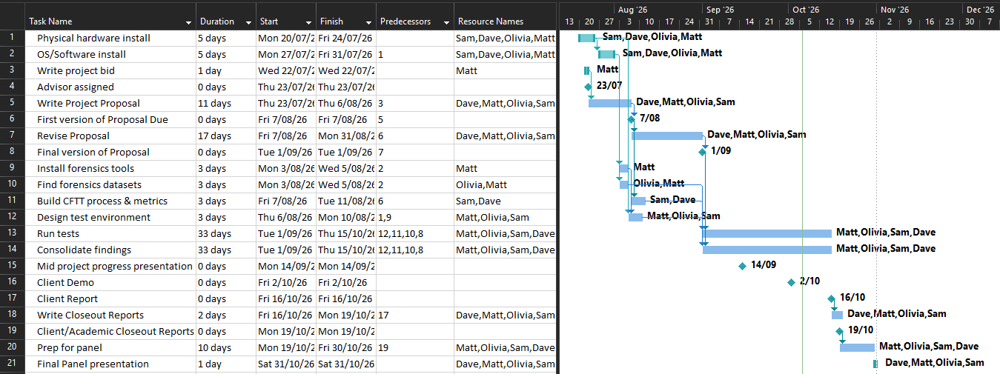 Aug '26 Sep '26 Oct '26 Nov '26 Dec '26
Task Name Duration Start Finish Predecessors Resource Names 13 20 27 3 10 17 24 31 7 14 21 28 5 12 19 26 2 9 16 23 30 7
1 Physical hardware install 5 days Mon 20/07/2 Fri 24/07/26 Sam,Dave,Olivia,Matt Sam,Dave,Olivia,Matt
2 OS/Software install 5 days Mon 27/07/2 Fri 31/07/26 1 Sam,Dave,Olivia,Matt Sam,Dave,Olivia,Matt
3 Write project bid 1 day Wed 22/07/2 Wed 22/07/2 Matt Matt
4 Advisor assigned 0 days Thu 23/07/26 Thu 23/07/26 23/07
5 Write Project Proposal 11 days Thu 23/07/26 Thu 6/08/26 3 Dave,Matt,Olivia,Sam Dave,Matt,Olivia,Sam
6 First version of Proposal Due 0 days Fri 7/08/26 Fri 7/08/26 5 7/08
7 Revise Proposal 17 days Fri 7/08/26 Mon 31/08/2 6 Dave,Matt,Olivia,Sam Dave,Matt,Olivia,Sam
8 Final version of Proposal 0 days Tue 1/09/26 Tue 1/09/26 7 1/09
9 Install forensics tools 3 days Mon 3/08/26 Wed 5/08/26 2 Matt Matt
10 Find forensics datasets 3 days Mon 3/08/26 Wed 5/08/26 2 Olivia,Matt Olivia,Matt
11 Build CFTT process & metrics 3 days Fri 7/08/26 Tue 11/08/26 6 Sam,Dave Sam,Dave
12 Design test environment 3 days Thu 6/08/26 Mon 10/08/2 1,9 Matt,Olivia,Sam Matt,Olivia,Sam
13 Run tests 33 days Tue 1/09/26 Thu 15/10/26 12,11,10,8 Matt,Olivia,Sam,Dave Matt,Olivia,Sam,Dave
14 Consolidate findings 33 days Tue 1/09/26 Thu 15/10/26 12,11,10,8 Matt,Olivia,Sam,Dave Matt,Olivia,Sam,Dave
15 Mid project progress presentation 0 days Mon 14/09/2 Mon 14/09/2 14/09
16 Client Demo 0 days Fri 2/10/26 Fri 2/10/26 2/10
17 Client Report 0 days Fri 16/10/26 Fri 16/10/26 16/10
18 Write Closeout Reports 2 days Fri 16/10/26 Mon 19/10/2 17 Dave,Matt,Olivia,Sam Dave,Matt,Olivia,Sam
19 Client/Academic Closeout Reports 0 days Mon 19/10/2 Mon 19/10/2 19/10
20 Prep for panel 10 days Mon 19/10/2 Fri 30/10/26 19 Matt,Olivia,Sam,Dave Matt,Olivia,Sam,Dave
21 Final Panel presentation 1 day Sat 31/10/26 Sat 31/10/26 Dave,Matt,Olivia,Sam Dave,Matt,Olivia,Sam